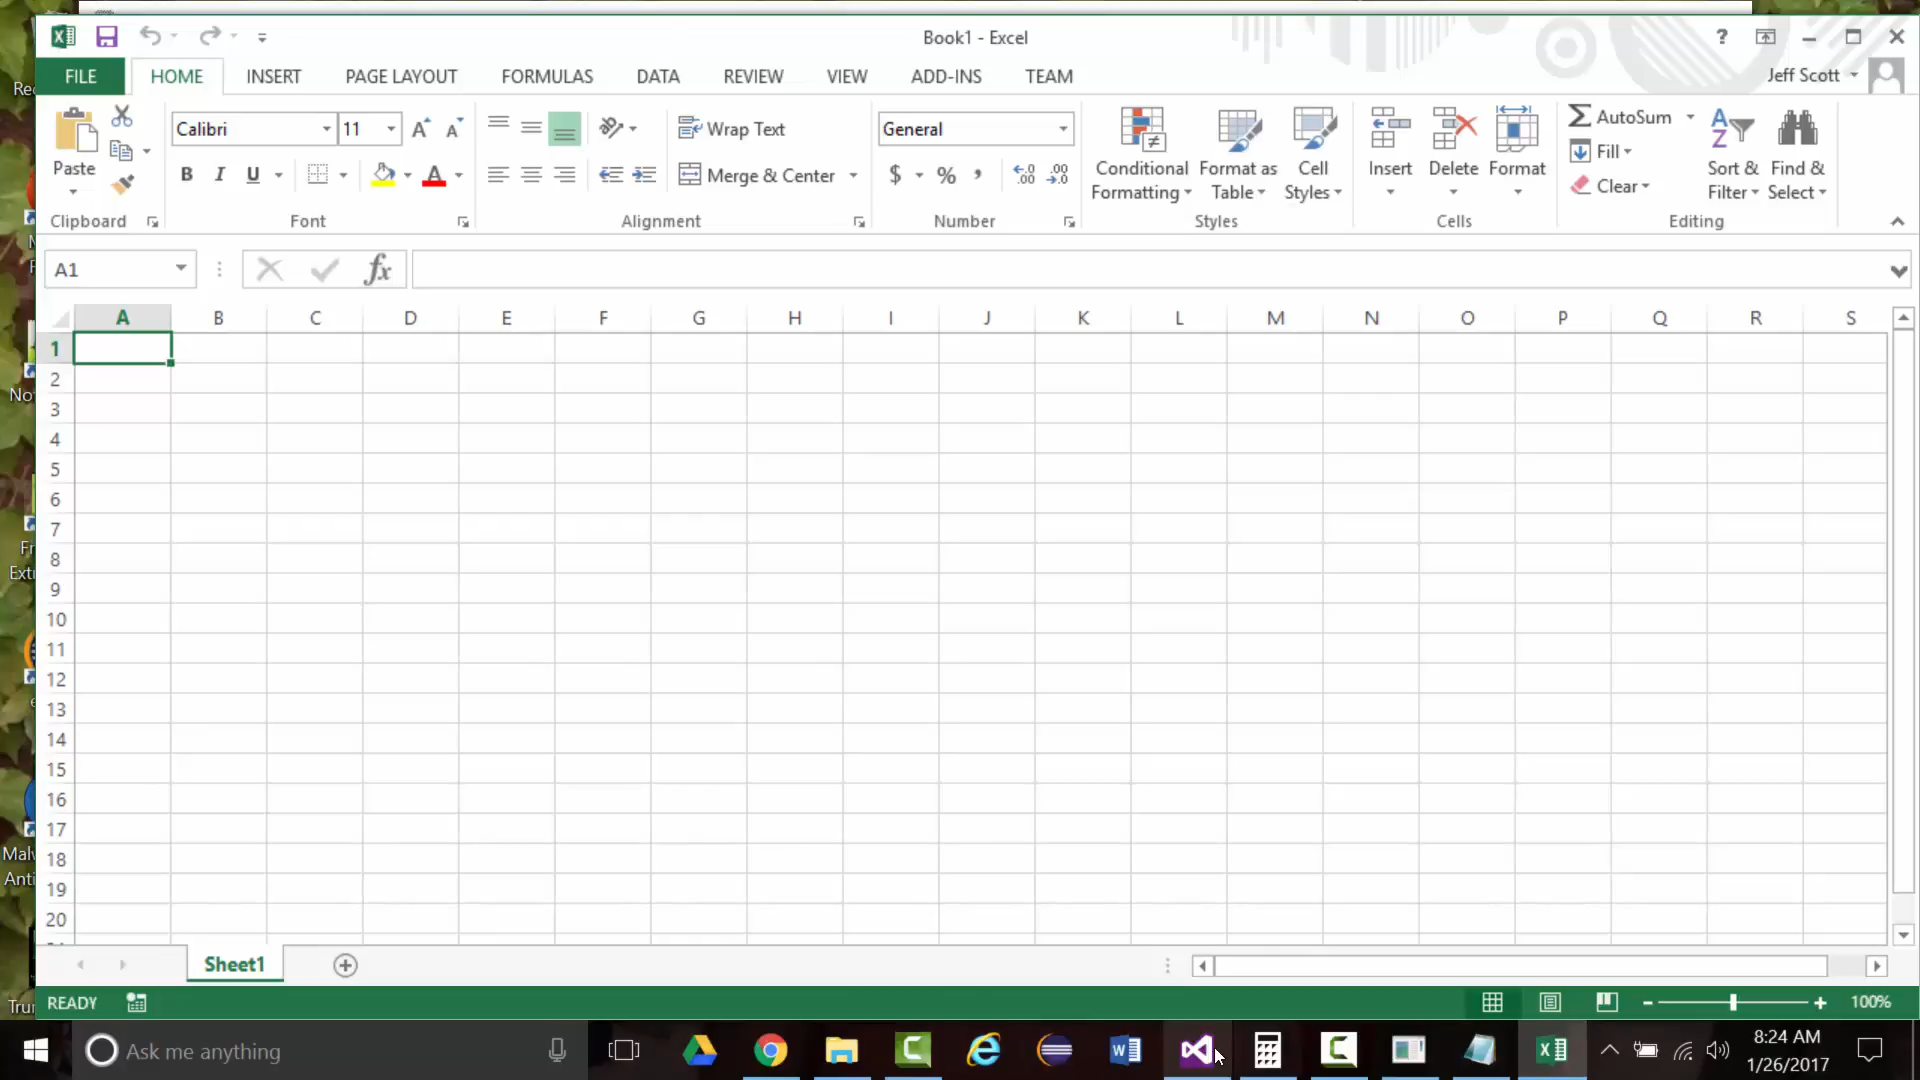 Book1 - Excel
?
FILE HOME INSERT PAGE LAYOUT FORMULAS DATA REVIEW VIEW ADD-INS TEAM Jeff Scott
Paste
Clipboard
Calibri 11
B I U
Font
Wrap Text
Merge & Center
Alignment
General
$ % ,
Number
Conditional Formatting
Format as Table
Cell Styles
Styles
Insert
Delete
Format
Cells
AutoSum
Fill
Clear
Sort & Filter
Find & Select
Editing
A1
fx
A B C D E F G H I J K L M N O P Q R S
1
2
3
4
5
6
7
8
9
10
11
12
13
14
15
16
17
18
19
20
Sheet1
READY
100%
Ask me anything
8:24 AM
1/26/2017